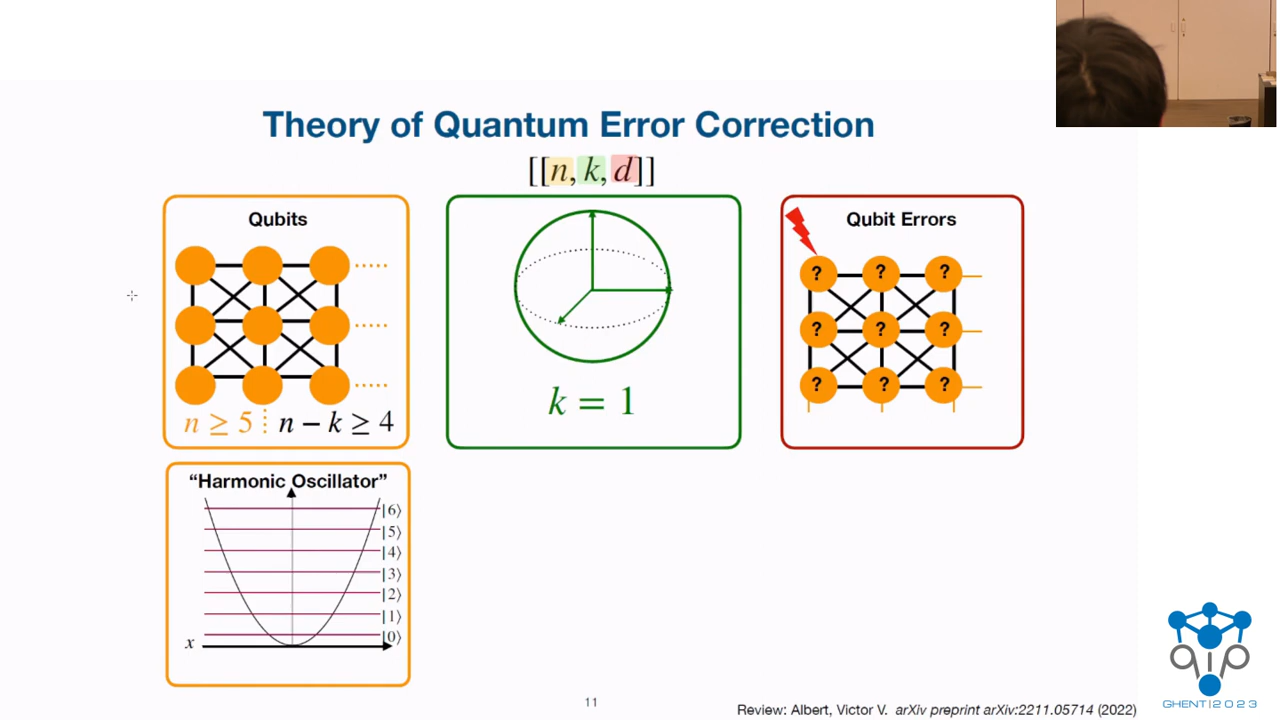 Theory of Quantum Error Correction
[[n, k, d]]
Qubits
n ≥ 5 ⋮ n − k ≥ 4
k = 1
Qubit Errors
? ? ?
? ? ?
? ? ?
“Harmonic Oscillator”
|6⟩
|5⟩
|4⟩
|3⟩
|2⟩
|1⟩
|0⟩
x
11
Review: Albert, Victor V. arXiv preprint arXiv:2211.05714 (2022)
qip
GHENT|2023